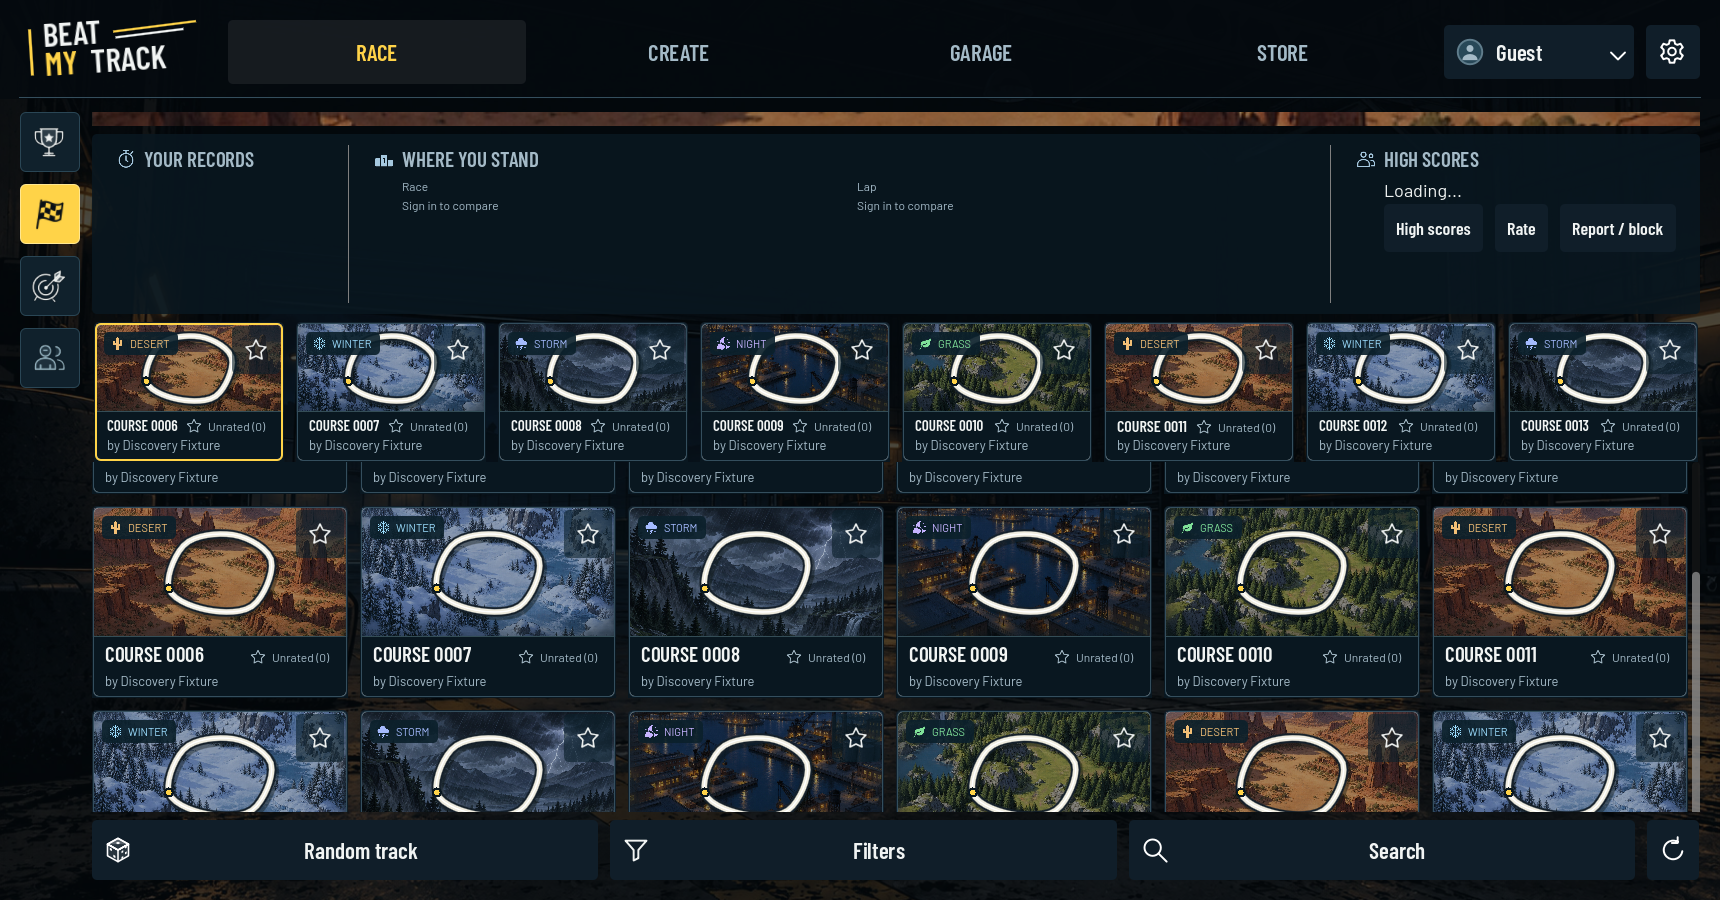 BEAT
MY TRACK
RACE
CREATE
GARAGE
STORE
Guest
YOUR RECORDS
WHERE YOU STAND
Race
Sign in to compare
Lap
Sign in to compare
HIGH SCORES
Loading...
High scores
Rate
Report / block
DESERT
WINTER
STORM
NIGHT
GRASS
DESERT
WINTER
STORM
COURSE 0006 Unrated (0)
by Discovery Fixture
COURSE 0007 Unrated (0)
by Discovery Fixture
COURSE 0008 Unrated (0)
by Discovery Fixture
COURSE 0009 Unrated (0)
by Discovery Fixture
COURSE 0010 Unrated (0)
by Discovery Fixture
COURSE 0011 Unrated (0)
by Discovery Fixture
COURSE 0012 Unrated (0)
by Discovery Fixture
COURSE 0013 Unrated (0)
by Discovery Fixture
by Discovery Fixture
by Discovery Fixture
by Discovery Fixture
by Discovery Fixture
by Discovery Fixture
by Discovery Fixture
DESERT
WINTER
STORM
NIGHT
GRASS
DESERT
COURSE 0006 Unrated (0)
by Discovery Fixture
COURSE 0007 Unrated (0)
by Discovery Fixture
COURSE 0008 Unrated (0)
by Discovery Fixture
COURSE 0009 Unrated (0)
by Discovery Fixture
COURSE 0010 Unrated (0)
by Discovery Fixture
COURSE 0011 Unrated (0)
by Discovery Fixture
WINTER
STORM
NIGHT
GRASS
DESERT
WINTER
Random track
Filters
Search